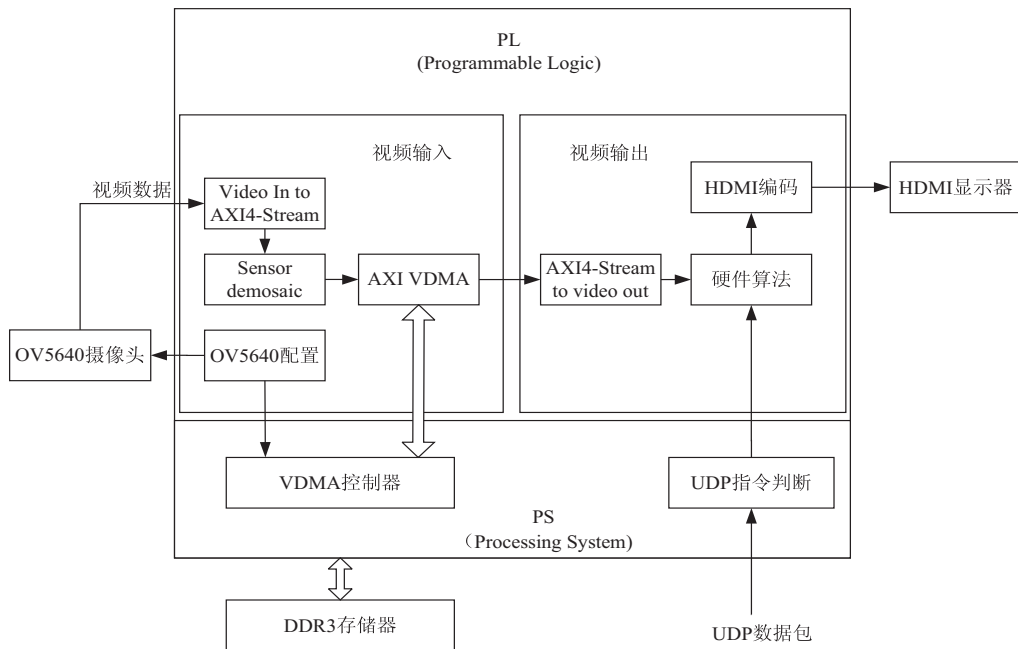 PL
(Programmable Logic)
视频输入
视频输出
视频数据
Video In to
AXI4-Stream
HDMI编码
HDMI显示器
Sensor
demosaic
AXI VDMA
AXI4-Stream
to video out
硬件算法
OV5640摄像头
OV5640配置
VDMA控制器
UDP指令判断
PS
（Processing System)
DDR3存储器
UDP数据包